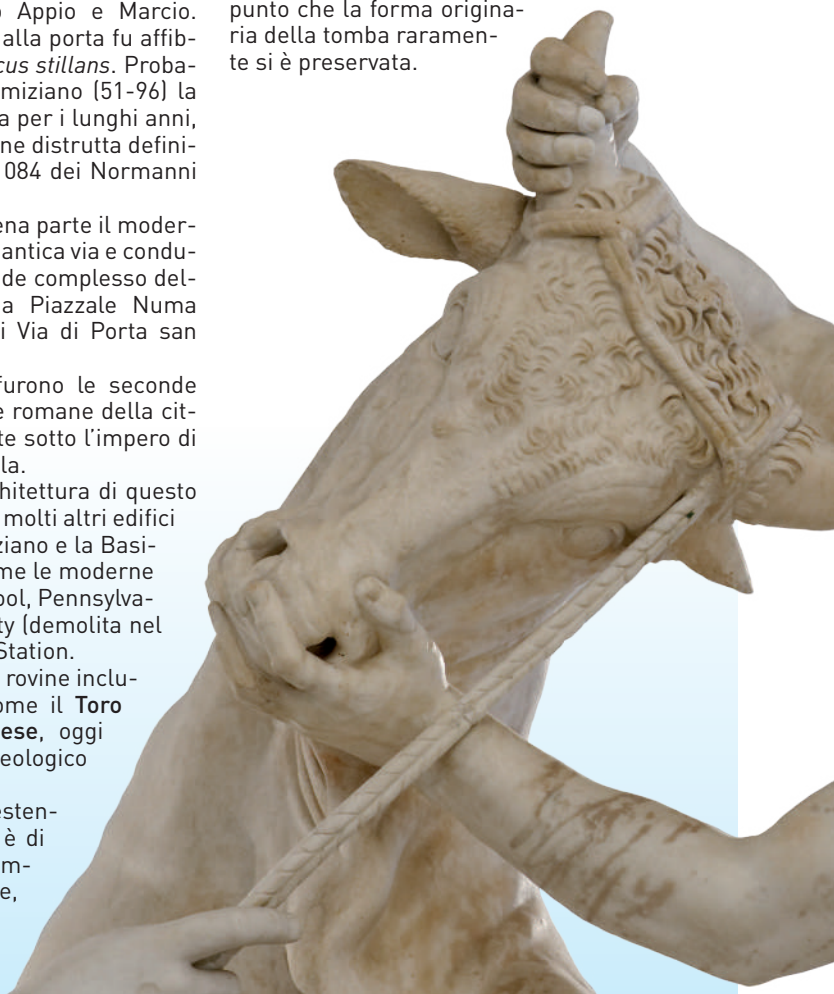 Appio e Marcio.
alla porta fu affib-
cus stillans. Proba-
miziano (51-96) la
a per i lunghi anni,
ne distrutta defini-
084 dei Normanni
ena parte il moder-
antica via e condu-
de complesso del-
a Piazzale Numa
i Via di Porta san
furono le seconde
e romane della cit-
te sotto l'impero di
la.
chitettura di questo
molti altri edifici
ziano e la Basi-
me le moderne
ool, Pennsylva-
ty (demolita nel
Station.
rovine inclu-
ome il Toro
ese, oggi
eologico
esten-
è di
m-
e,
punto che la forma origina-
ria della tomba raramen-
te si è preservata.